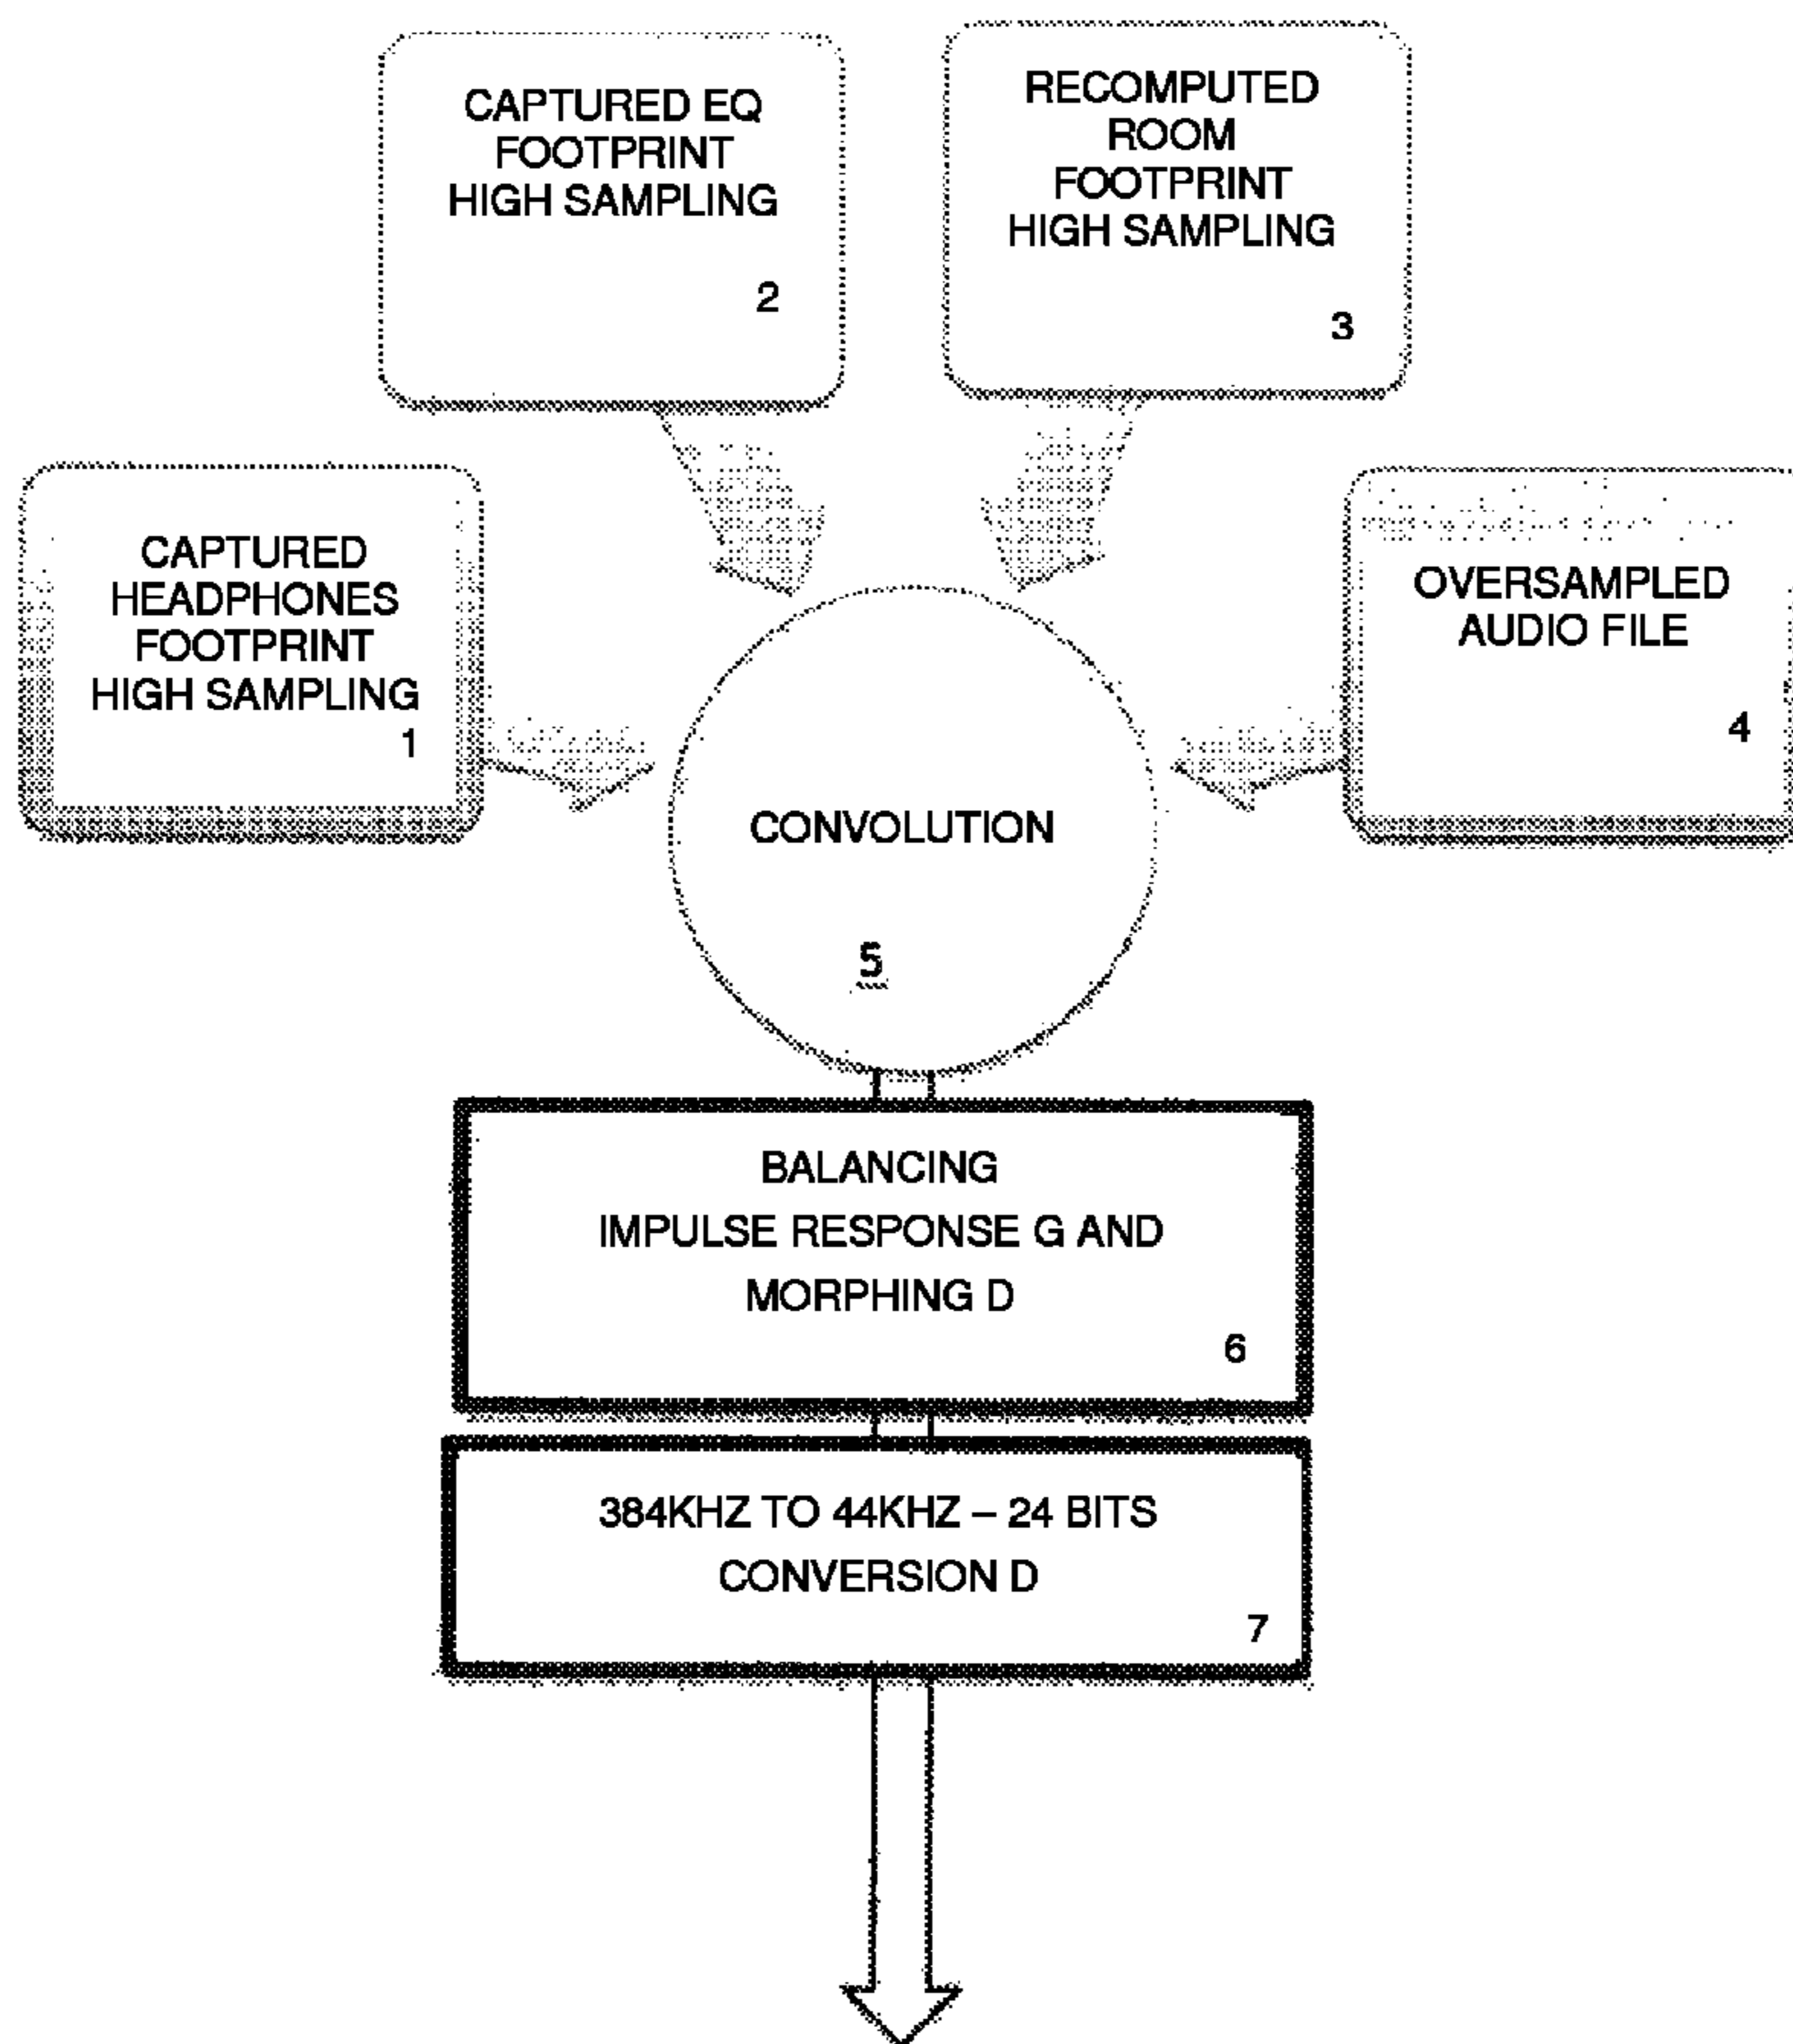 CAPTURED EQ
FOOTPRINT
HIGH SAMPLING
2
RECOMPUTED
ROOM
FOOTPRINT
HIGH SAMPLING
3
CAPTURED
HEADPHONES
FOOTPRINT
HIGH SAMPLING
1
OVERSAMPLED
AUDIO FILE
4
CONVOLUTION
5
BALANCING
IMPULSE RESPONSE G AND
MORPHING D
6
384KHZ TO 44KHZ – 24 BITS
CONVERSION D
7